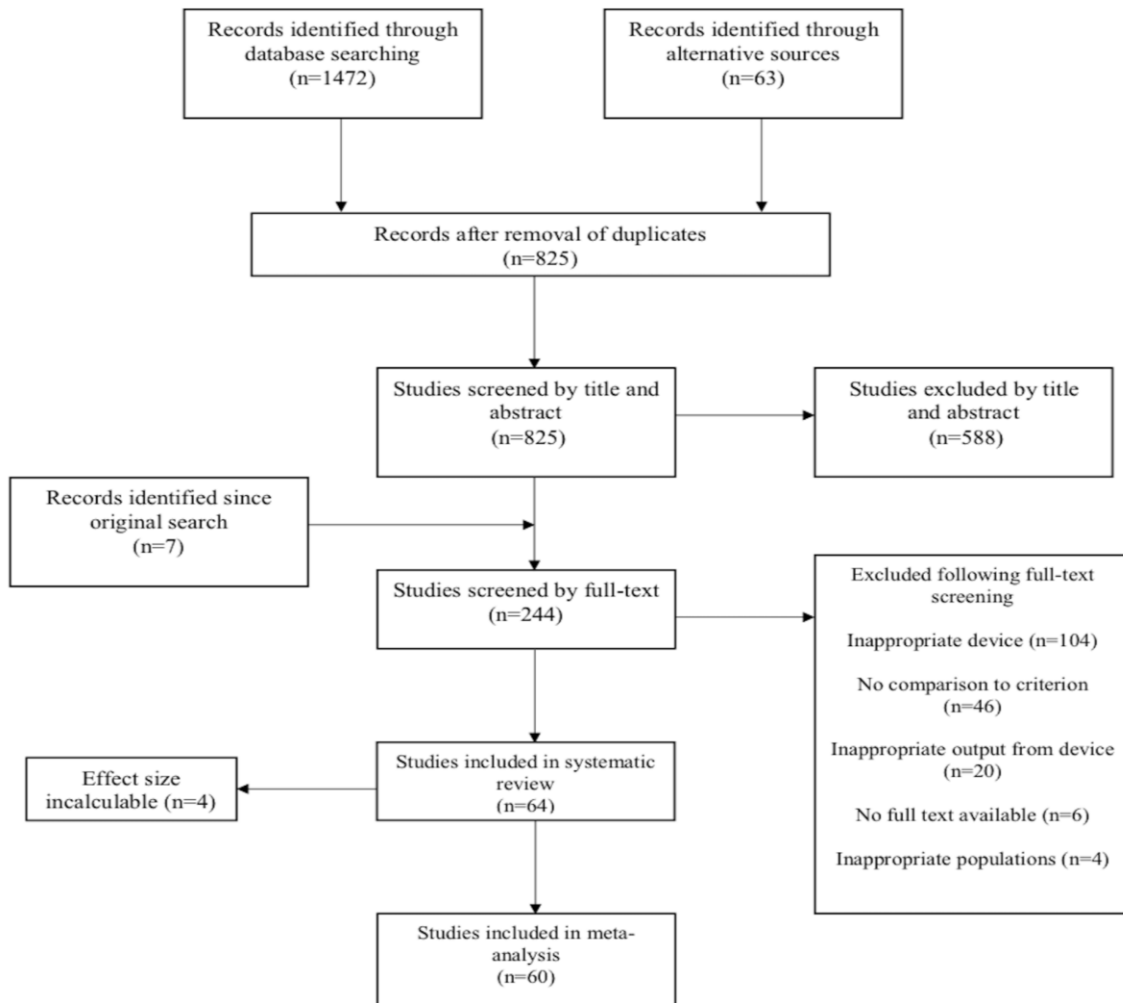 Records identified through
database searching
(n=1472)
Records identified through
alternative sources
(n=63)
Records after removal of duplicates
(n=825)
Studies screened by title and
abstract
(n=825)
Studies excluded by title
and abstract
(n=588)
Records identified since
original search
(n=7)
Studies screened by full-text
(n=244)
Excluded following full-text
screening
Inappropriate device (n=104)
No comparison to criterion
(n=46)
Inappropriate output from device
(n=20)
No full text available (n=6)
Inappropriate populations (n=4)
Studies included in systematic
review
(n=64)
Effect size
incalculable (n=4)
Studies included in meta-
analysis
(n=60)